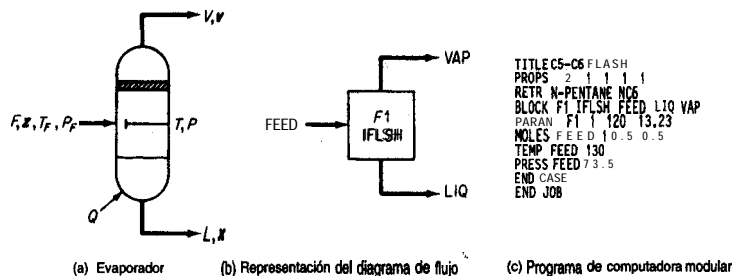 V, v
F, z, T_F, P_F
T, P
Q
L, x
(a) Evaporador
VAP
FEED
F1
IFLSH
LIQ
(b) Representación del diagrama de flujo
TITLE C5-C6 FLASH
PROPS 2 1 1 1 1
RETR N-PENTANE NC6
BLOCK F1 IFLSH FEED LIQ VAP
PARAN F1 1 120 13.23
MOLES FEED 1 0.5 0.5
TEMP FEED 130
PRESS FEED 73.5
END CASE
END JOB
(c) Programa de computadora modular